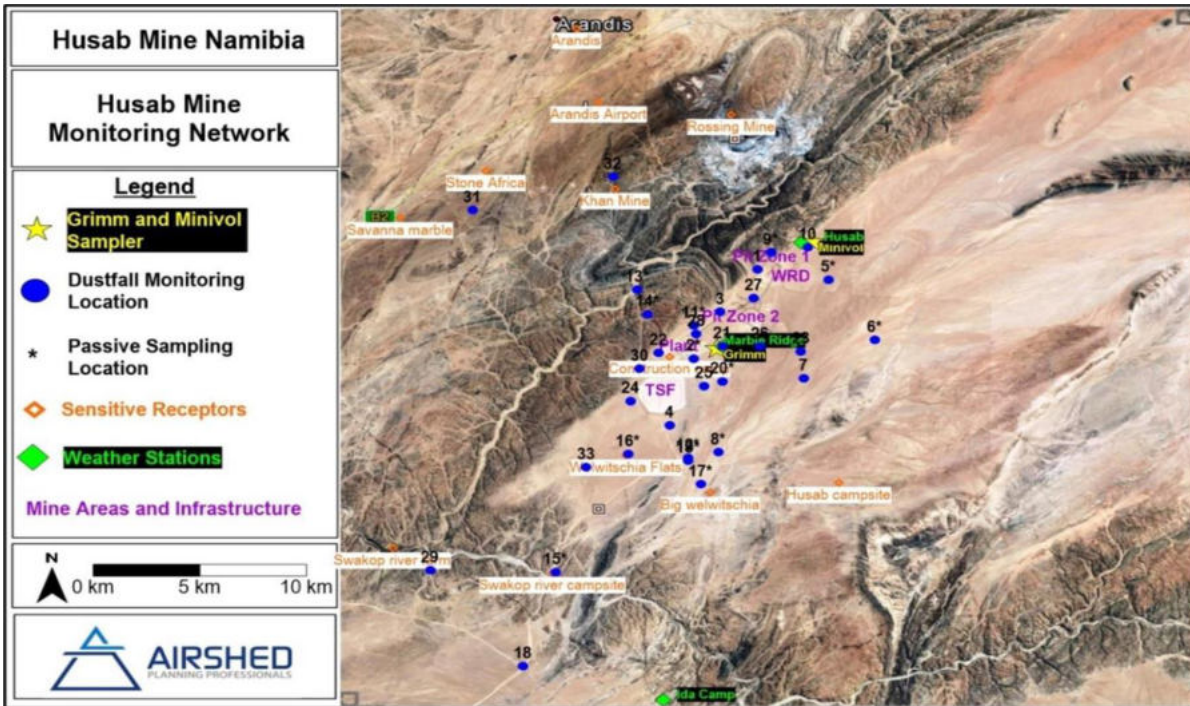 Husab Mine Namibia
Husab Mine
Monitoring Network
Legend
Grimm and Minivol
Sampler
Dustfall Monitoring
Location
*
Passive Sampling
Location
Sensitive Receptors
Weather Stations
Mine Areas and Infrastructure
N
0 km 5 km 10 km
AIRSHED
PLANNING PROFESSIONALS
Arandis
Arandis
Arandis Airport
Rossing Mine
32
Stone Africa
Khan Mine
31
B2
Savanna marble
9*
10
Husab
Minivol
Pit Zone 1
1
WRD
5*
13
27
14*
3
11*
Pit Zone 2
6*
22
Plant
2*
21
Marble Ridge
26
Grimm
30
Construction
7
25
20*
24
TSF
4
16*
8*
33
Welwitschia Flats
17*
Big welwitschia
Husab campsite
Swakop river
29
15*
Swakop river campsite
18
Ida Camp